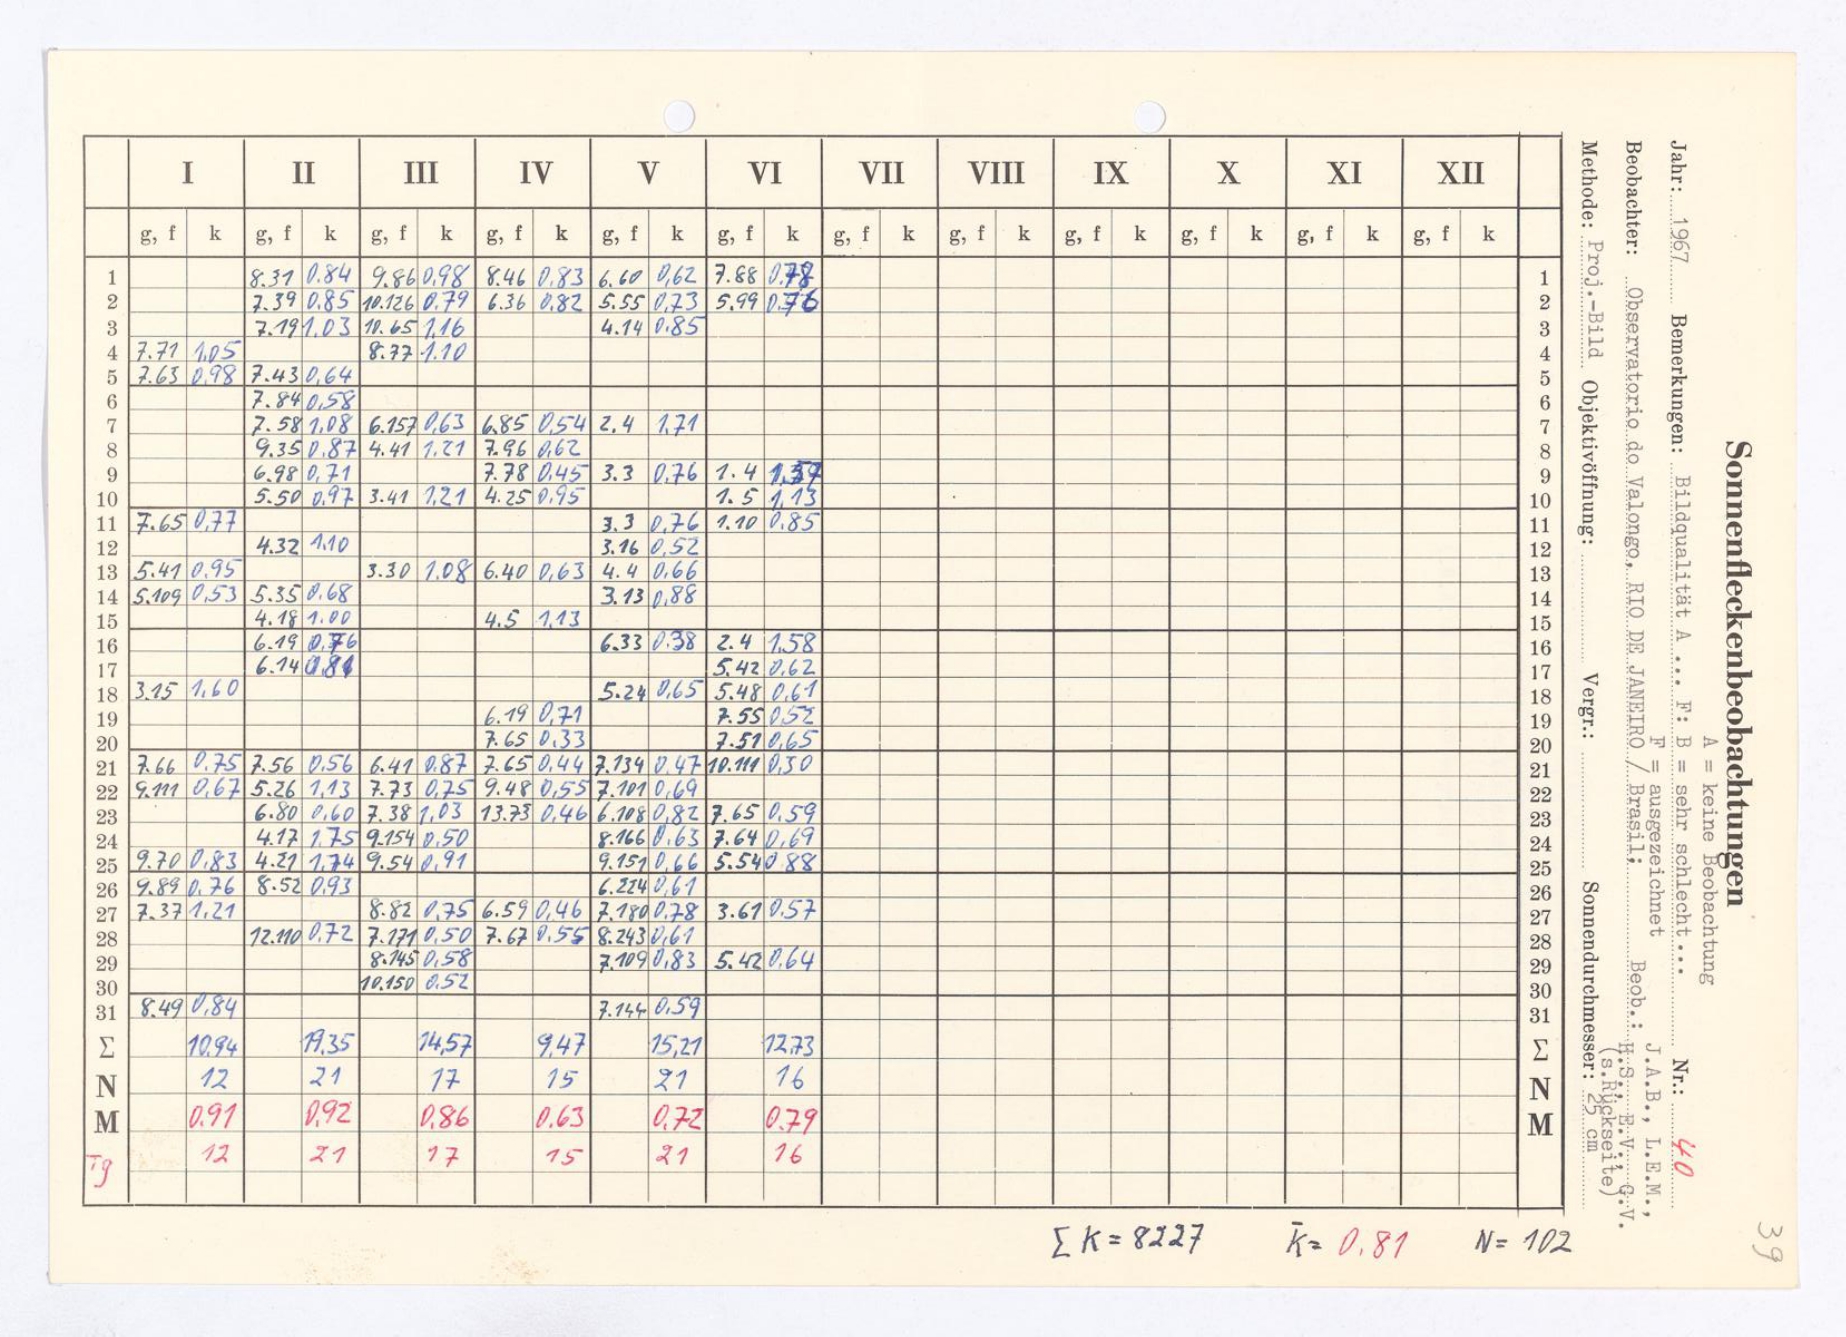 I II III IV V VI VII VIII IX X XI XII
g, f k g, f k g, f k g, f k g, f k g, f k g, f k g, f k g, f k g, f k g, f k g, f k
1 8.31 0.84 9.86 0,98 8.46 0,83 6.60 0,62 7.88 0.78 1
2 7.39 0.85 10.126 0,79 6.36 0,82 5.55 0,73 5.99 0.76 2
3 7.19 1,03 10.65 1,16 4.14 0.85 3
4 7.71 1,05 8.77 1.10 4
5 7.63 0,98 7.43 0,64 5
6 7.84 0,58 6
7 7.58 1,08 6.157 0,63 6.85 0,54 2.4 1,71 7
8 9.35 0,87 4.41 1,21 7.96 0,62 8
9 6.98 0,71 7.78 0,45 3.3 0,76 1.4 9
10 5.50 0,97 3.41 1,21 4.25 0,95 1.5 1,13 10
11 7.65 0,77 3.3 0,76 1.10 0,85 11
12 4.32 1.10 3.16 0,52 12
13 5.41 0,95 3.30 1,08 6.40 0,63 4.4 0,66 13
14 5.109 0,53 5.35 0.68 3.13 0,88 14
15 4.18 1.00 4.5 1,13 15
16 6.19 0,76 6.33 0.38 2.4 1,58 16
17 6.14 5.42 0,62 17
18 3.15 1,60 5.24 0,65 5.48 0,61 18
19 6.19 0,71 7.55 0,52 19
20 7.65 0,33 7.51 0,65 20
21 7.66 0.75 7.56 0,56 6.41 0.87 7.65 0,44 7.134 0,47 10.111 0,30 21
22 9.111 0,67 5.26 1,13 7.73 0,75 9.48 0,55 7.101 0,69 22
23 6.80 0,60 7.38 1,03 13.73 0,46 6.108 0,82 7.65 0,59 23
24 4.17 1.75 9.154 0,50 8.166 0,63 7.64 0,69 24
25 9.70 0,83 4.21 1,74 9.54 0,91 9.151 0,66 5.54 0.88 25
26 9.89 0,76 8.52 0,93 6.224 0,61 26
27 7.37 1,21 8.82 0,75 6.59 0,46 7.180 0.78 3.61 0.57 27
28 12.110 0,72 7.171 0,50 7.67 0,55 8.243 0,61 28
29 8.145 0,58 7.109 0,83 5.42 0,64 29
30 10.150 0.52 30
31 8.49 0,84 7.144 0,59 31
Σ 10,94 19,35 14,57 9,47 15,21 12,73 Σ
N 12 21 17 15 21 16 N
M 0.91 0,92 0,86 0.63 0,72 0.79 M
Tg 12 21 17 15 21 16
Σ K = 8227 k̄ = 0.81 N = 102
Sonnenfleckenbeobachtungen
A = keine Beobachtung
Jahr: 1967 Bemerkungen: Bildqualität A ... F: B = sehr schlecht ... Nr.: 40
F = ausgezeichnet
Beobachter: Observatorio do Valongo, RIO DE JANEIRO / Brasil; Beob.: J.A.B., L.E.M.,
H.S., E.V., G.V.
(s.Rückseite)
Methode: Proj.-Bild Objektivöffnung: Vergr.: Sonnendurchmesser: 25 cm
39